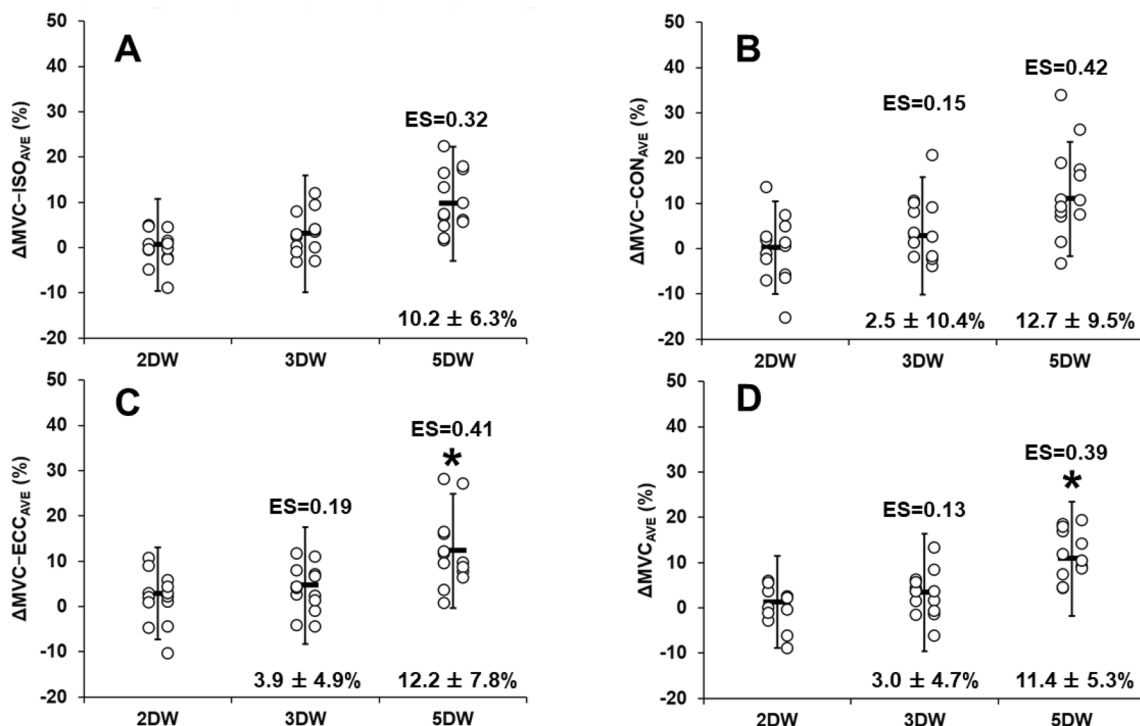 A
ΔMVC−ISOAVE (%)
50
40
30
20
10
0
-10
-20
ES=0.32
10.2 ± 6.3%
2DW 3DW 5DW
B
ΔMVC−CONAVE (%)
50
40
30
20
10
0
-10
-20
ES=0.15
ES=0.42
2.5 ± 10.4% 12.7 ± 9.5%
2DW 3DW 5DW
C
ΔMVC−ECCAVE (%)
50
40
30
20
10
0
-10
-20
ES=0.19
ES=0.41
*
3.9 ± 4.9% 12.2 ± 7.8%
2DW 3DW 5DW
D
ΔMVCAVE (%)
50
40
30
20
10
0
-10
-20
ES=0.13
ES=0.39
*
3.0 ± 4.7% 11.4 ± 5.3%
2DW 3DW 5DW